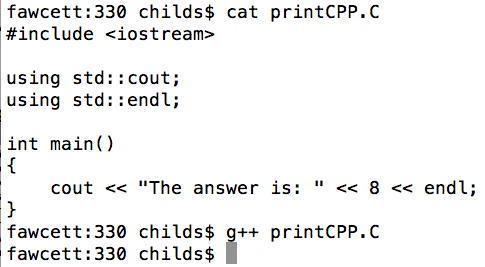 fawcett:330 childs$ cat printCPP.C
#include <iostream>
using std::cout;
using std::endl;
int main()
{
    cout << "The answer is: " << 8 << endl;
}
fawcett:330 childs$ g++ printCPP.C
fawcett:330 childs$